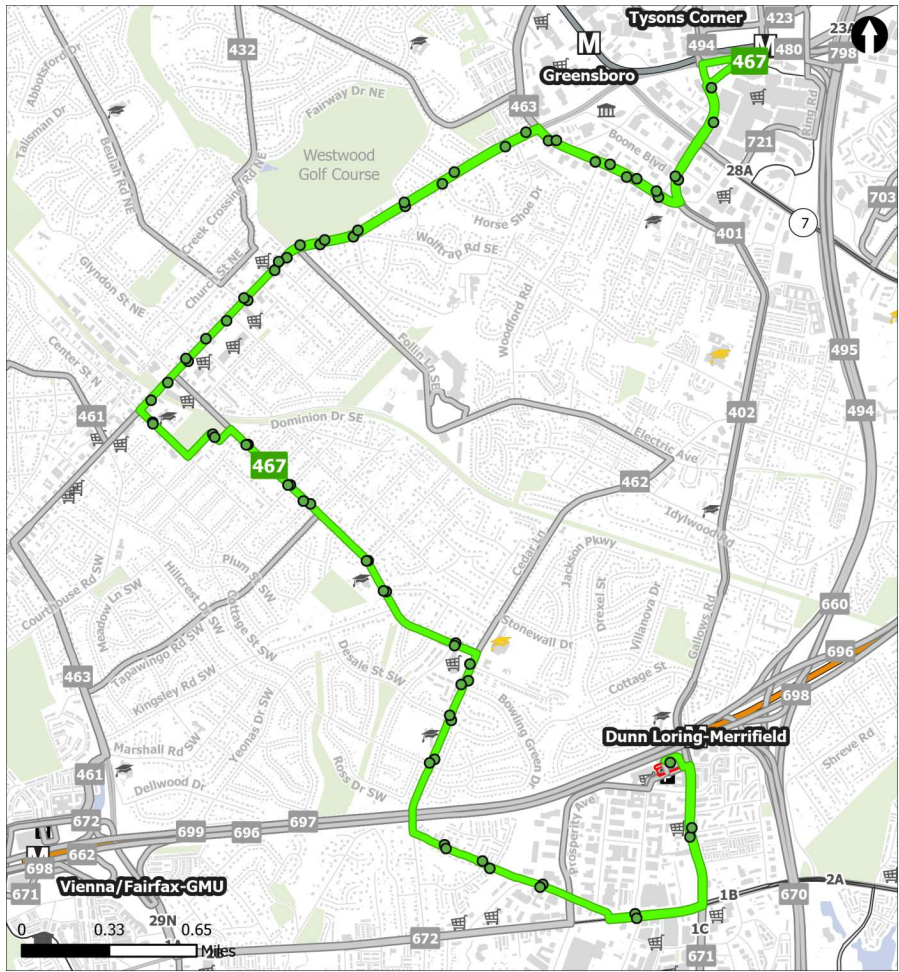 Tysons Corner
423
23A
432
494
M
480
798
M
467
Greensboro
463
Ring Rd
Abbottsford Dr
Fairway Dr NE
Talisman Dr
Beulah Rd NE
Westwood
Golf Course
Boone Blvd
721
28A
703
Creek Crossing Rd NE
Horse Shoe Dr
7
401
Wolftrap Rd SE
Church St NE
Glyndon St NE
Woodford Rd
495
Center St N
Follin Ln SE
494
402
461
Dominion Dr SE
Electric Ave
467
462
Idylwood Rd
Cedar Ln
Jackson Pkwy
Plum St SW
Courthouse Rd SW
Meadow Ln SW
Hillcrest Dr SW
Cottage St SW
Drexel St
Villanova Dr
Gallows Rd
660
Stonewall Dr
696
Tapawingo Rd SW
Desale St SW
463
Cottage St
698
Kingsley Rd SW
Bowling Green Dr
Yeonas Dr SW
Dunn Loring-Merrifield
Shreve Rd
Marshall Rd SW
Ross Dr SW
461
Dellwood Dr
672
697
699
696
Prosperity Ave
M
662
698
Vienna/Fairfax-GMU
671
670
2A
1B
29N
1C
0 0.33 0.65
Miles
1A
672
671